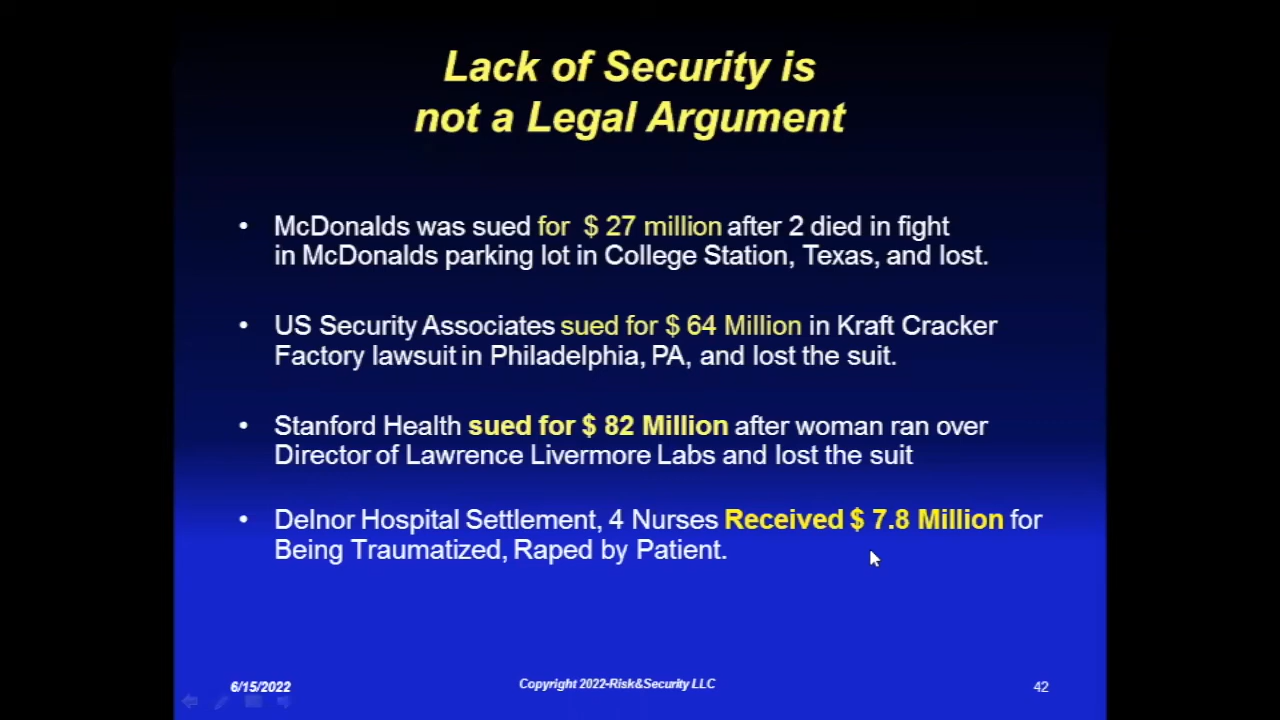 Lack of Security is
not a Legal Argument
• McDonalds was sued for $ 27 million after 2 died in fight
in McDonalds parking lot in College Station, Texas, and lost.
• US Security Associates sued for $ 64 Million in Kraft Cracker
Factory lawsuit in Philadelphia, PA, and lost the suit.
• Stanford Health sued for $ 82 Million after woman ran over
Director of Lawrence Livermore Labs and lost the suit
• Delnor Hospital Settlement, 4 Nurses Received $ 7.8 Million for
Being Traumatized, Raped by Patient.
6/15/2022
Copyright 2022-Risk&Security LLC
42